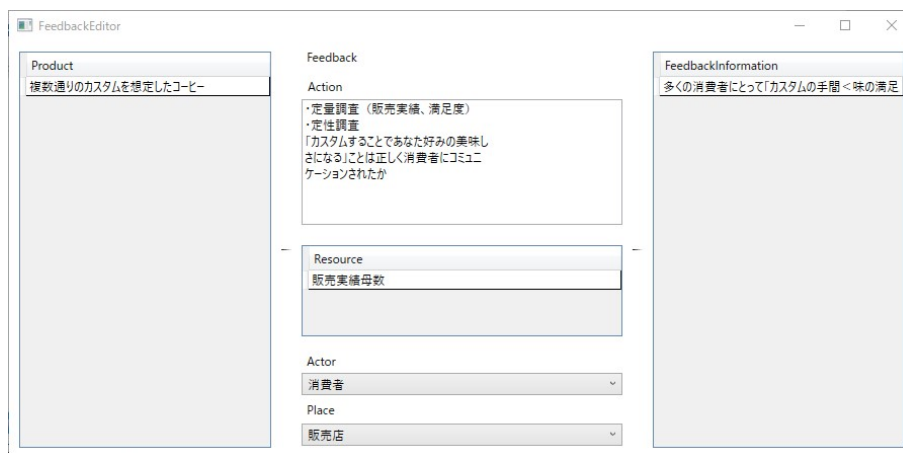 FeedbackEditor
Product
複数通りのカスタムを想定したコーヒー
Feedback
Action
・定量調査（販売実績、満足度）
・定性調査
「カスタムすることであなた好みの美味し
さになる」ことは正しく消費者にコミュニ
ケーションされたか
Resource
販売実績母数
Actor
消費者
Place
販売店
FeedbackInformation
多くの消費者にとって「カスタムの手間＜味の満足